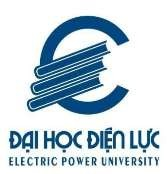 ĐẠI HỌC ĐIỆN LỰC
ELECTRIC POWER UNIVERSITY